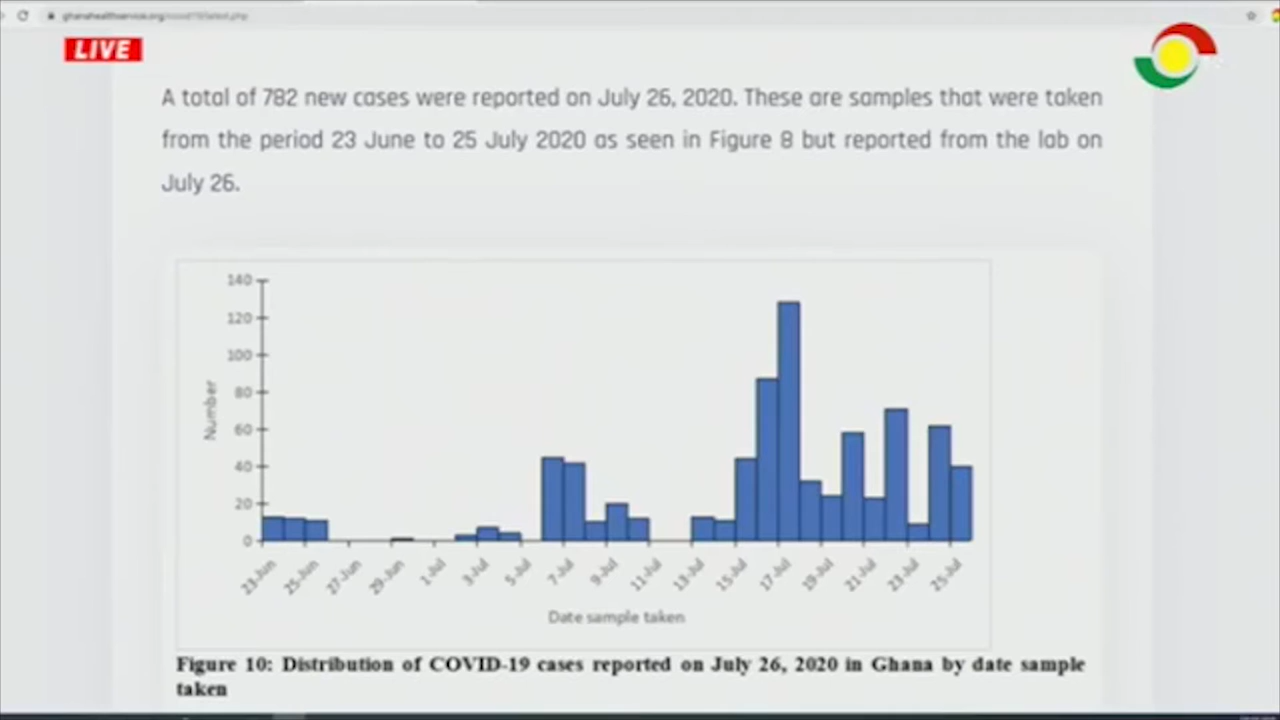 ghanahealthservice.org/covid19/latest.php
LIVE
A total of 782 new cases were reported on July 26, 2020. These are samples that were taken
from the period 23 June to 25 July 2020 as seen in Figure 8 but reported from the lab on
July 26.
140
120
100
80
60
40
20
0
Number
23-Jun 25-Jun 27-Jun 29-Jun 1-Jul 3-Jul 5-Jul 7-Jul 9-Jul 11-Jul 13-Jul 15-Jul 17-Jul 19-Jul 21-Jul 23-Jul 25-Jul
Date sample taken
Figure 10: Distribution of COVID-19 cases reported on July 26, 2020 in Ghana by date sample
taken